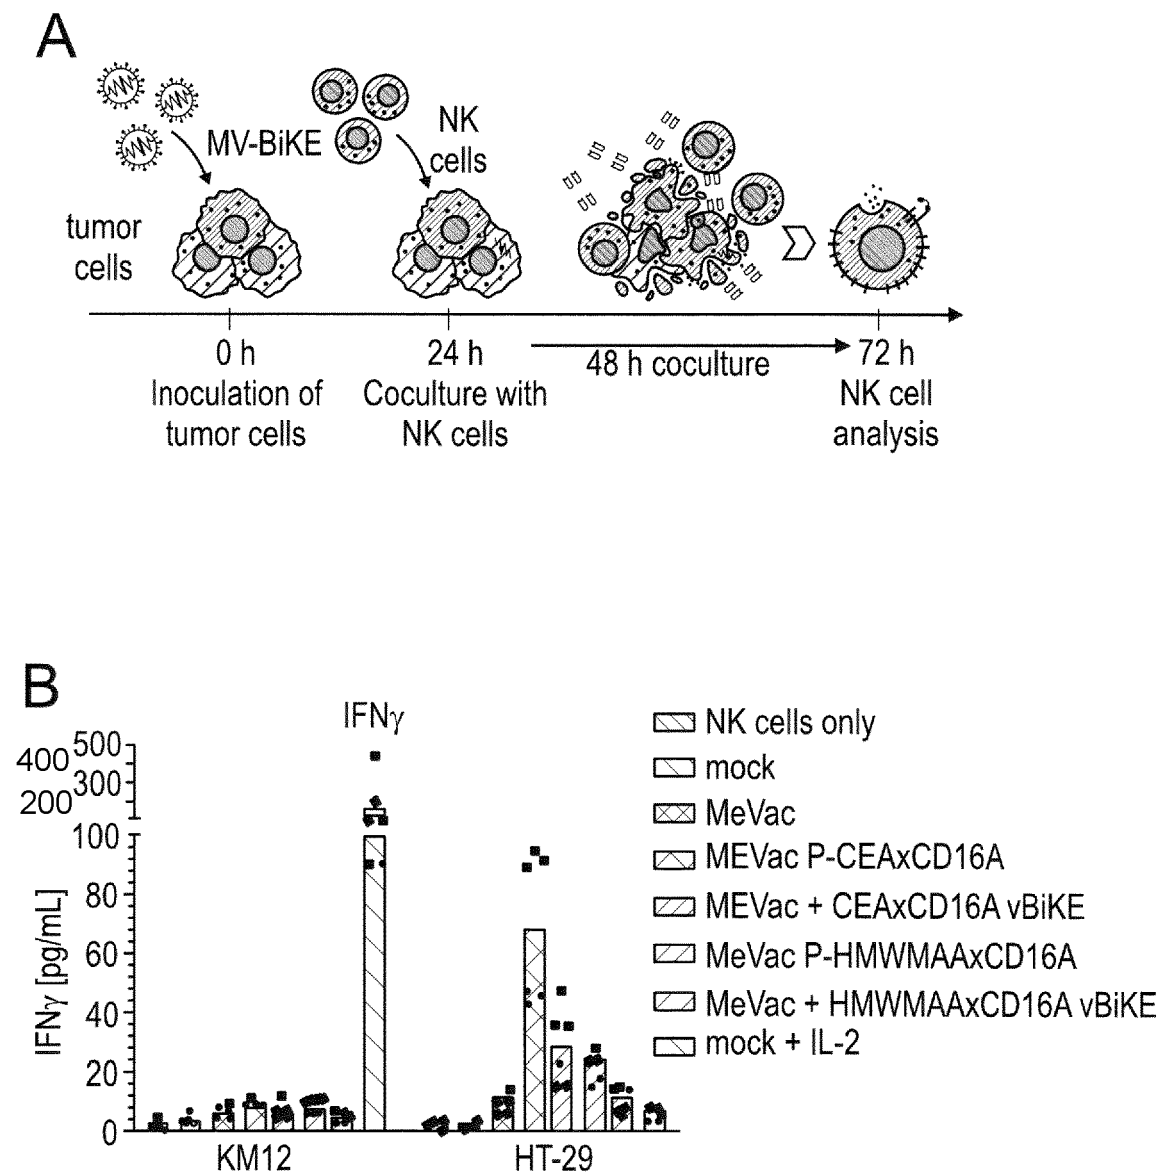 A
MV-BiKE
NK
cells
tumor
cells
0 h
24 h
48 h coculture
72 h
Inoculation of
tumor cells
Coculture with
NK cells
NK cell
analysis
B
IFNγ
500
400
300
200
100
80
60
40
20
0
IFNγ [pg/mL]
KM12
HT-29
NK cells only
mock
MeVac
MEVac P-CEAxCD16A
MEVac + CEAxCD16A vBiKE
MeVac P-HMWMAAxCD16A
MeVac + HMWMAAxCD16A vBiKE
mock + IL-2